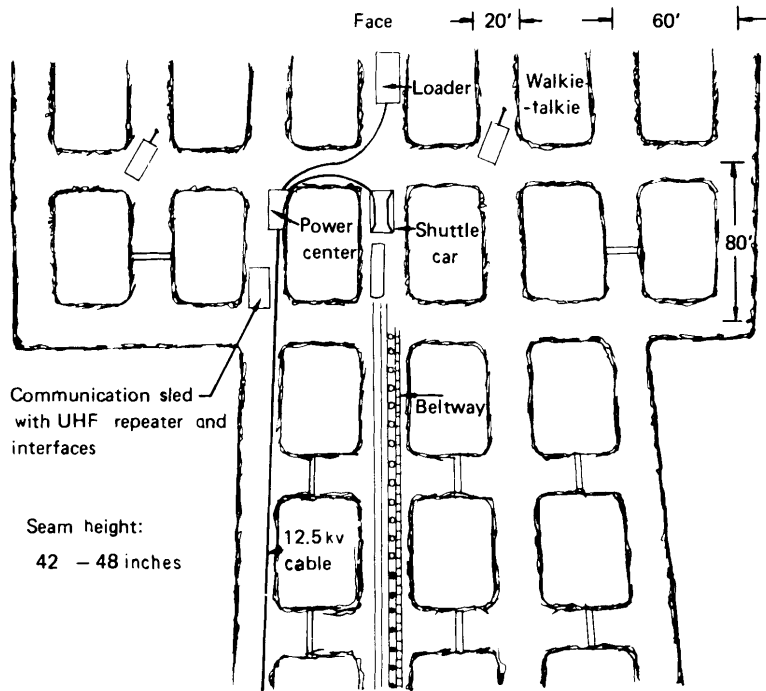 Face
20′
60′
Loader
Walkie-
-talkie
Power
center
Shuttle
car
80′
Communication sled
with UHF repeater and
interfaces
Beltway
Seam height:
42 – 48 inches
12.5 kv
cable